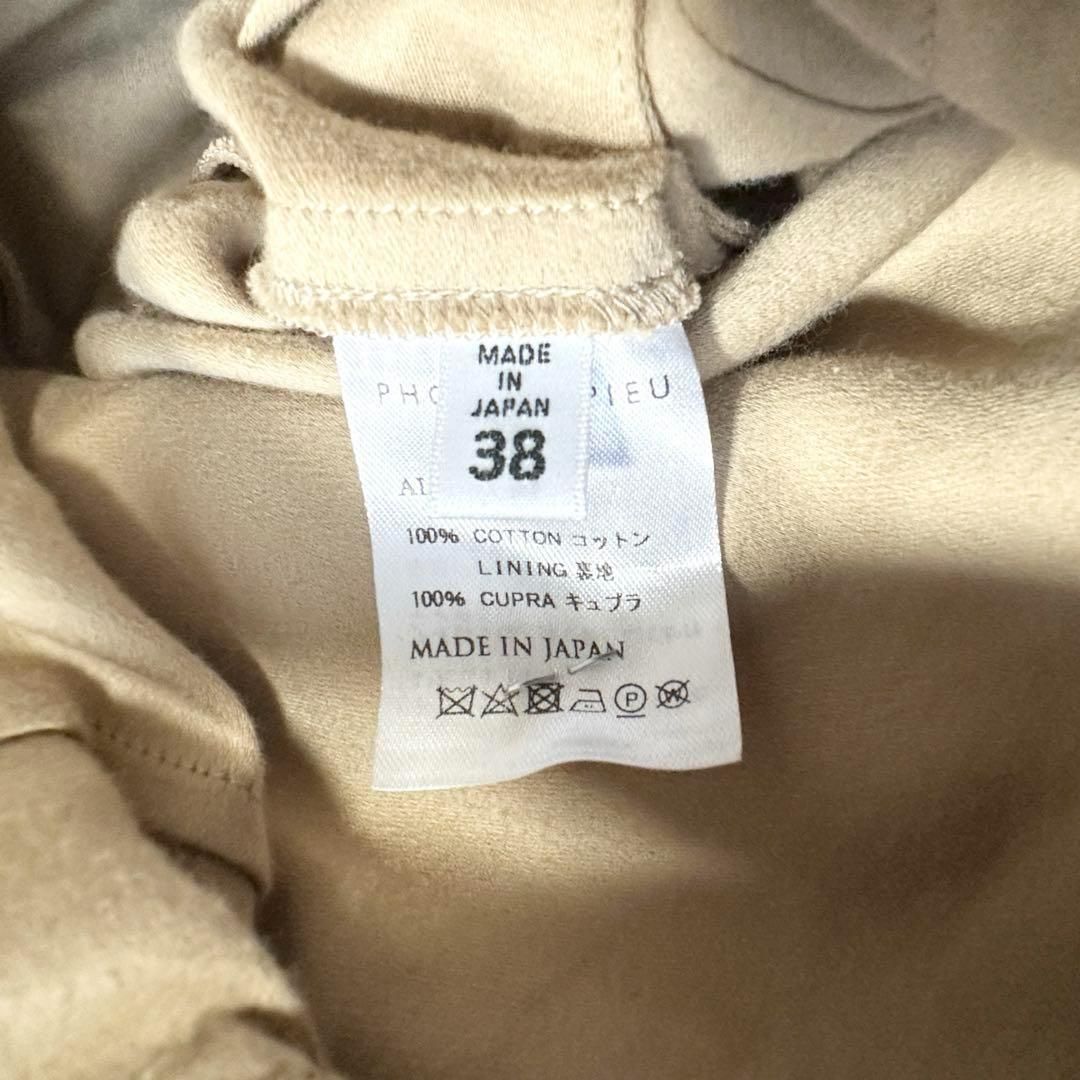 MADE
IN
JAPAN
38
100% COTTON コットン
LINING 裏地
100% CUPRA キュプラ
MADE IN JAPAN
P
W